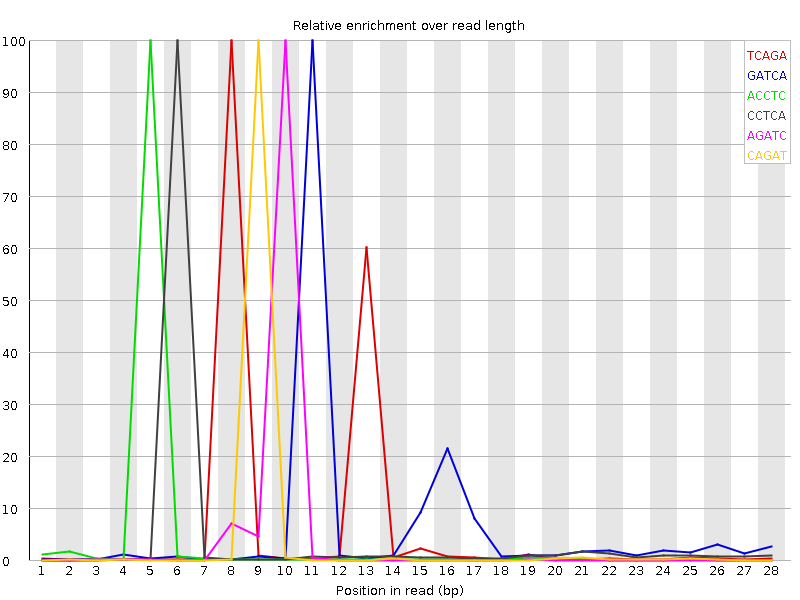 Relative enrichment over read length
100
90
80
70
60
50
40
30
20
10
0
TCAGA
GATCA
ACCTC
CCTCA
AGATC
CAGAT
1 2 3 4 5 6 7 8 9 10 11 12 13 14 15 16 17 18 19 20 21 22 23 24 25 26 27 28
Position in read (bp)